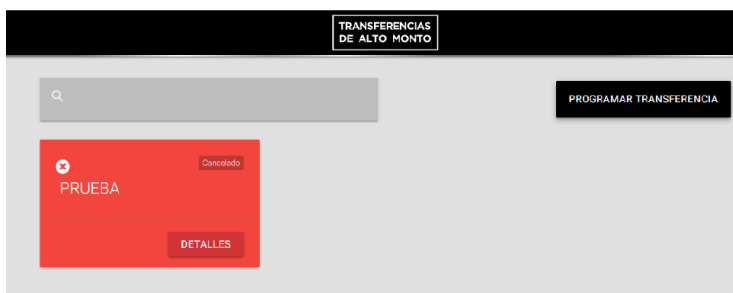 TRANSFERENCIAS
DE ALTO MONTO
PROGRAMAR TRANSFERENCIA
Cancelado
PRUEBA
DETALLES